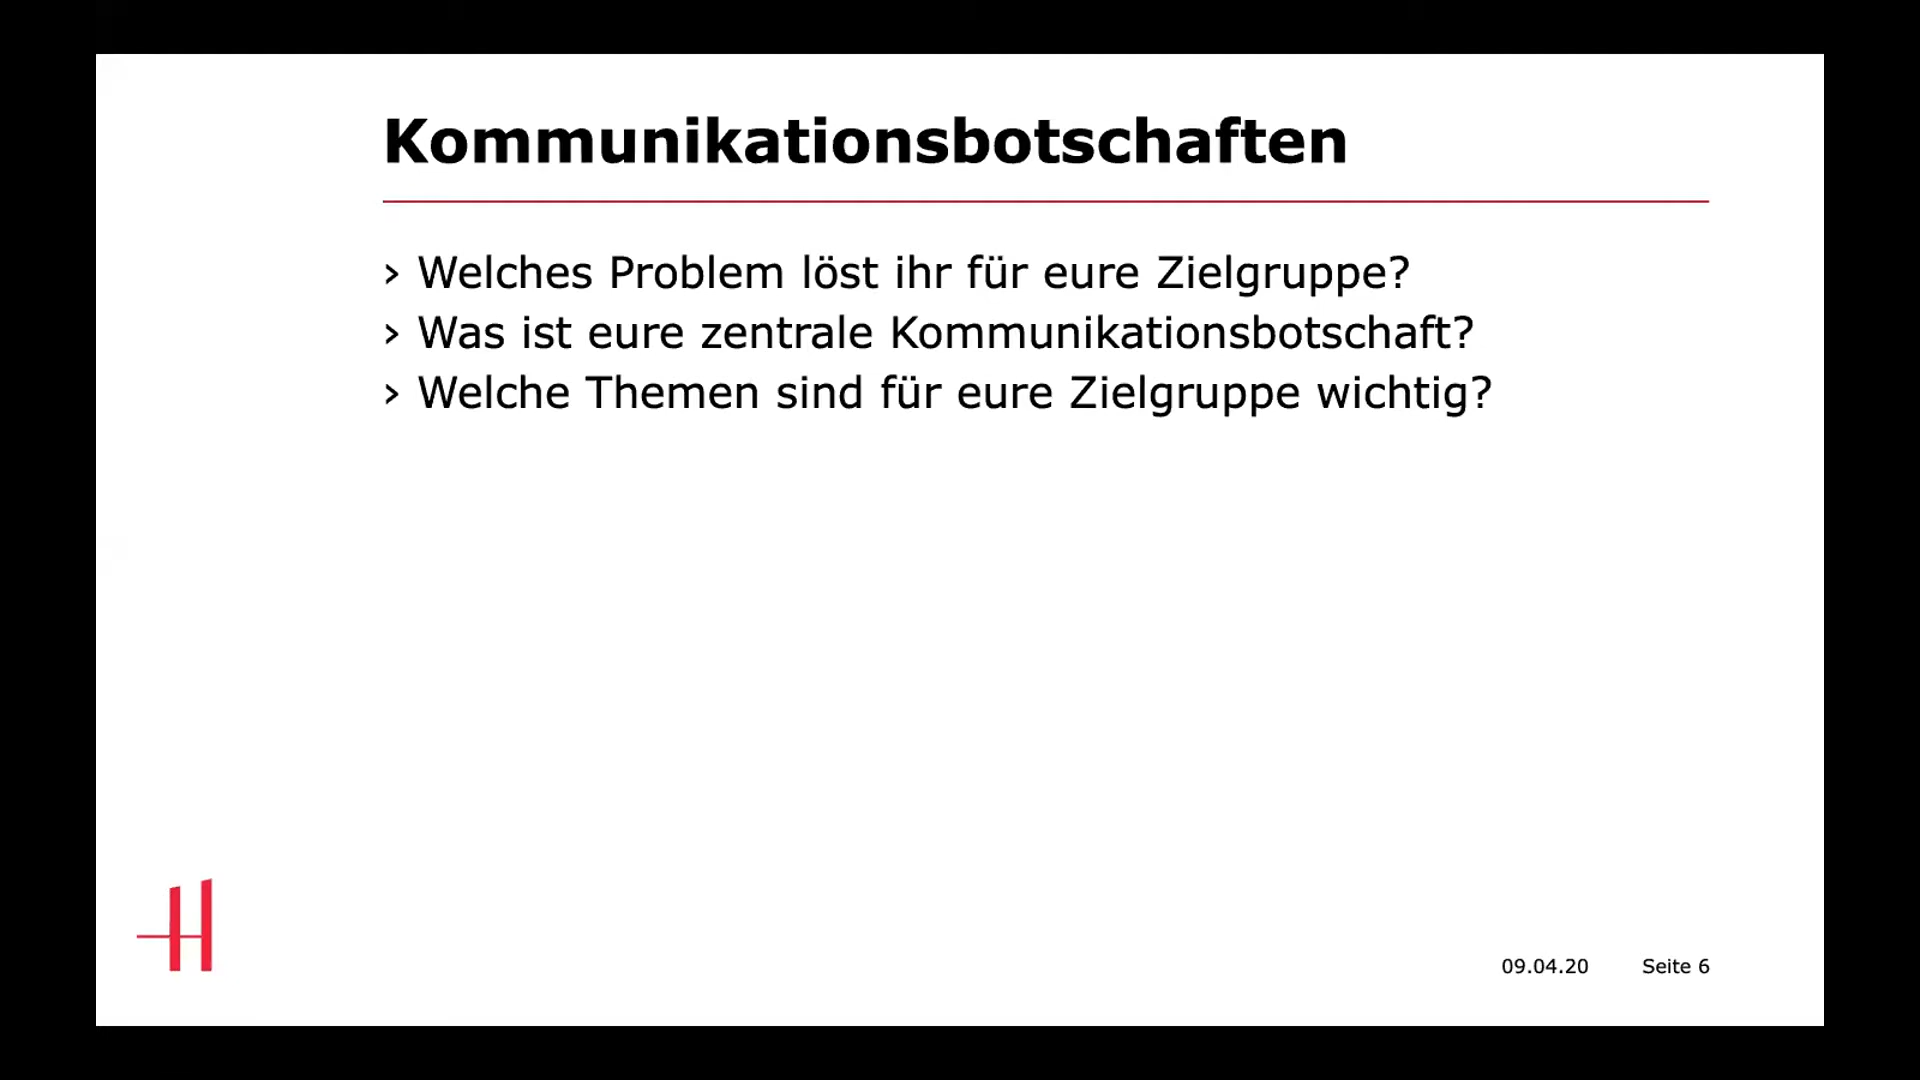 Kommunikationsbotschaften
› Welches Problem löst ihr für eure Zielgruppe?
› Was ist eure zentrale Kommunikationsbotschaft?
› Welche Themen sind für eure Zielgruppe wichtig?
H
09.04.20 Seite 6